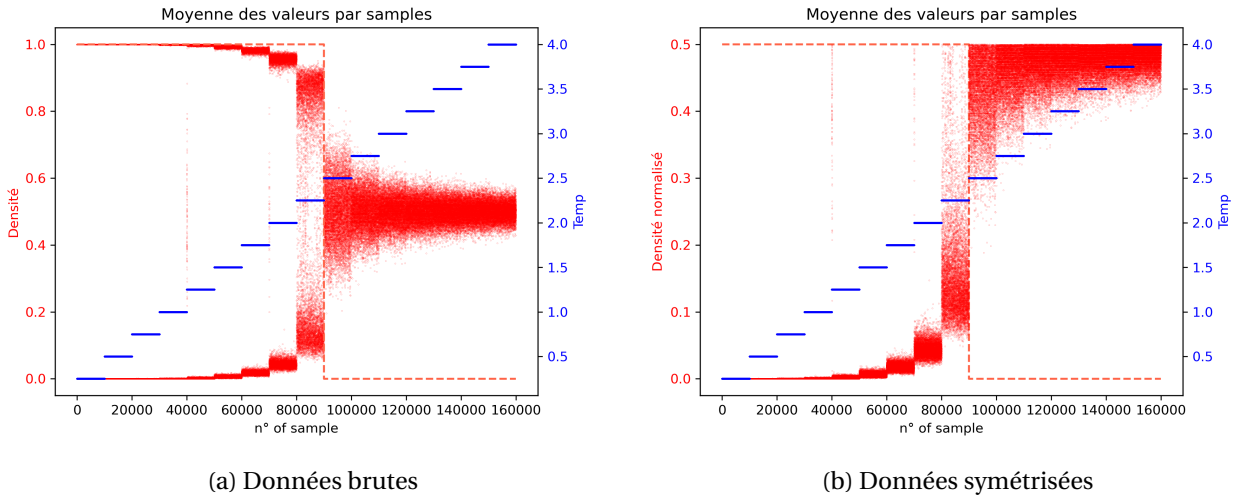 Moyenne des valeurs par samples
1.0
0.8
0.6
0.4
0.2
0.0
Densité
4.0
3.5
3.0
2.5
2.0
1.5
1.0
0.5
Temp
0 20000 40000 60000 80000 100000 120000 140000 160000
n° of sample
(a) Données brutes
Moyenne des valeurs par samples
0.5
0.4
0.3
0.2
0.1
0.0
Densité normalisé
4.0
3.5
3.0
2.5
2.0
1.5
1.0
0.5
Temp
0 20000 40000 60000 80000 100000 120000 140000 160000
n° of sample
(b) Données symétrisées